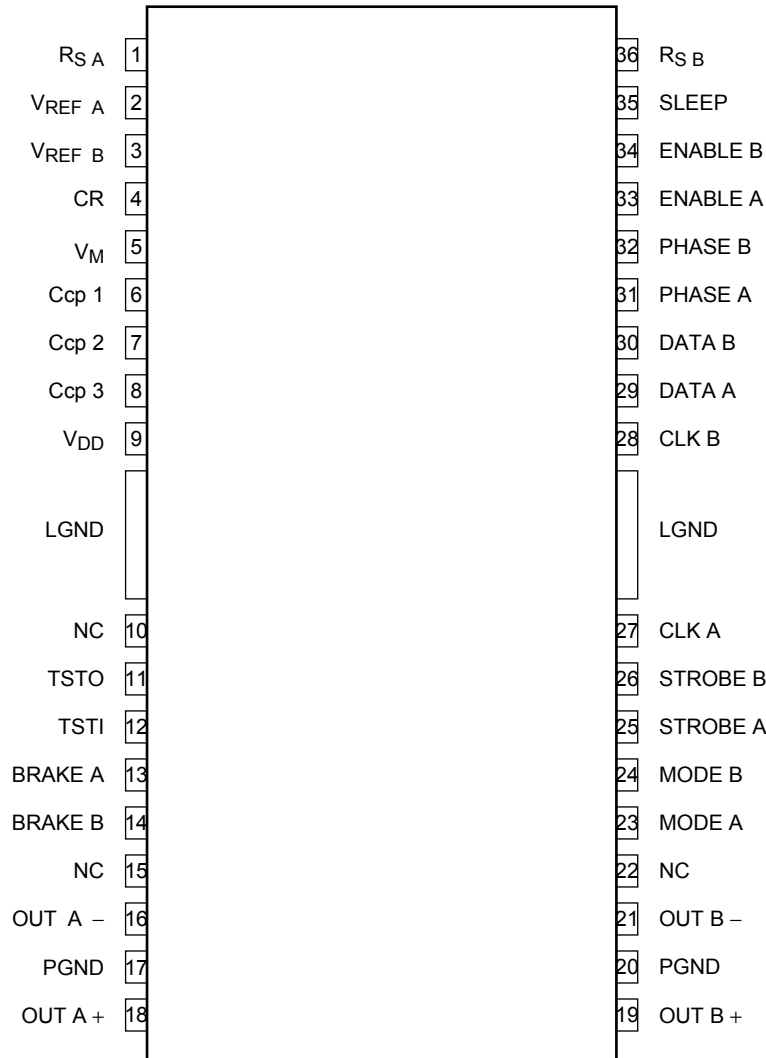 RS A 1 36 RS B
VREF A 2 35 SLEEP
VREF B 3 34 ENABLE B
CR 4 33 ENABLE A
VM 5 32 PHASE B
Ccp 1 6 31 PHASE A
Ccp 2 7 30 DATA B
Ccp 3 8 29 DATA A
VDD 9 28 CLK B
LGND LGND
NC 10 27 CLK A
TSTO 11 26 STROBE B
TSTI 12 25 STROBE A
BRAKE A 13 24 MODE B
BRAKE B 14 23 MODE A
NC 15 22 NC
OUT A − 16 21 OUT B −
PGND 17 20 PGND
OUT A + 18 19 OUT B +